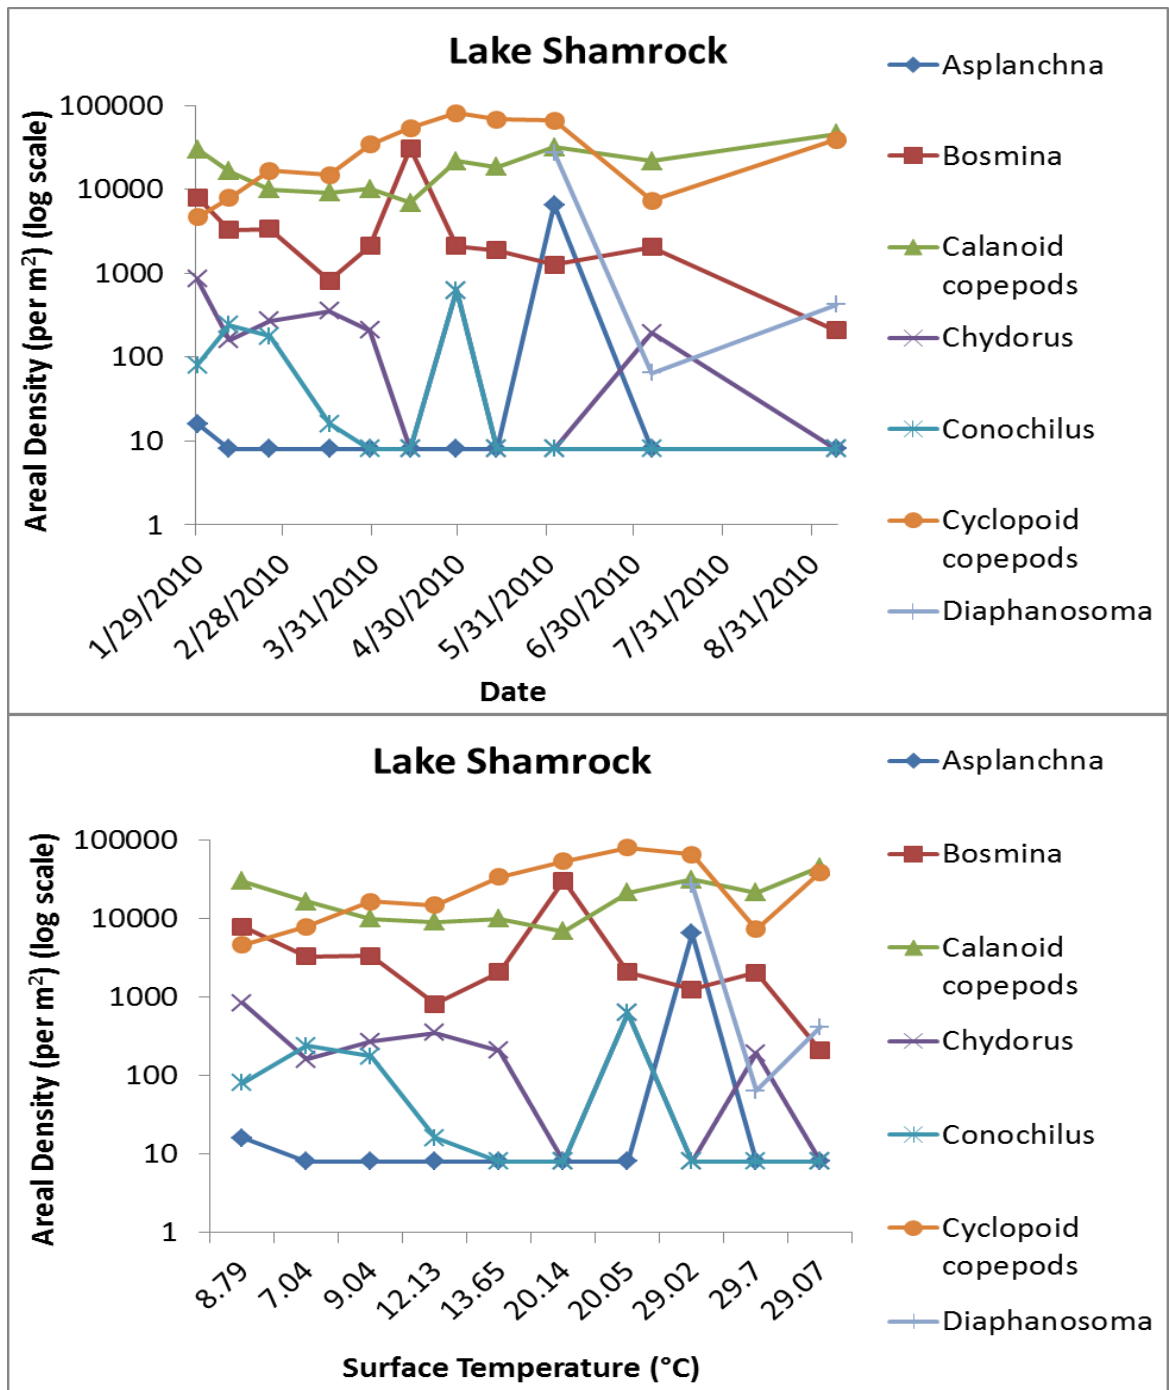 Lake Shamrock
Areal Density (per m²) (log scale)
100000
10000
1000
100
10
1
1/29/2010
2/28/2010
3/31/2010
4/30/2010
5/31/2010
6/30/2010
7/31/2010
8/31/2010
Date
Asplanchna
Bosmina
Calanoid
copepods
Chydorus
Conochilus
Cyclopoid
copepods
Diaphanosoma
Lake Shamrock
Areal Density (per m²) (log scale)
100000
10000
1000
100
10
1
8.79
7.04
9.04
12.13
13.65
20.14
20.05
29.02
29.7
29.07
Surface Temperature (°C)
Asplanchna
Bosmina
Calanoid
copepods
Chydorus
Conochilus
Cyclopoid
copepods
Diaphanosoma